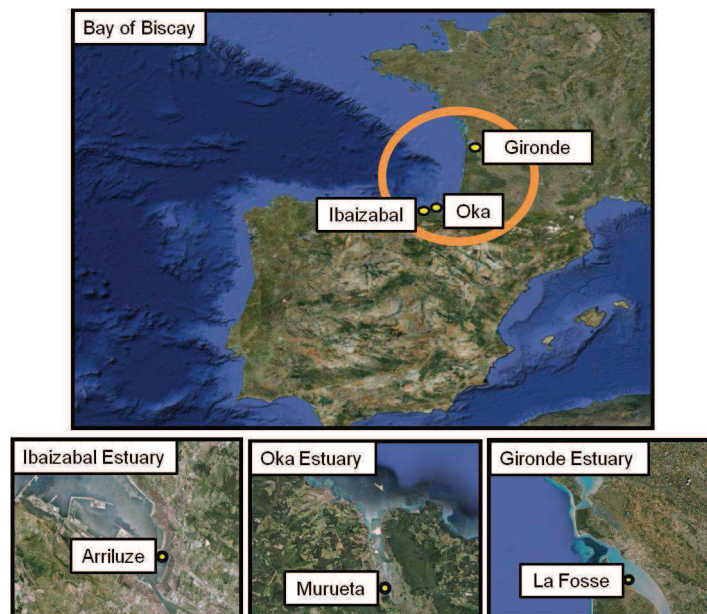 Bay of Biscay
Gironde
Ibaizabal
Oka
Ibaizabal Estuary
Arriluze
Oka Estuary
Murueta
Gironde Estuary
La Fosse